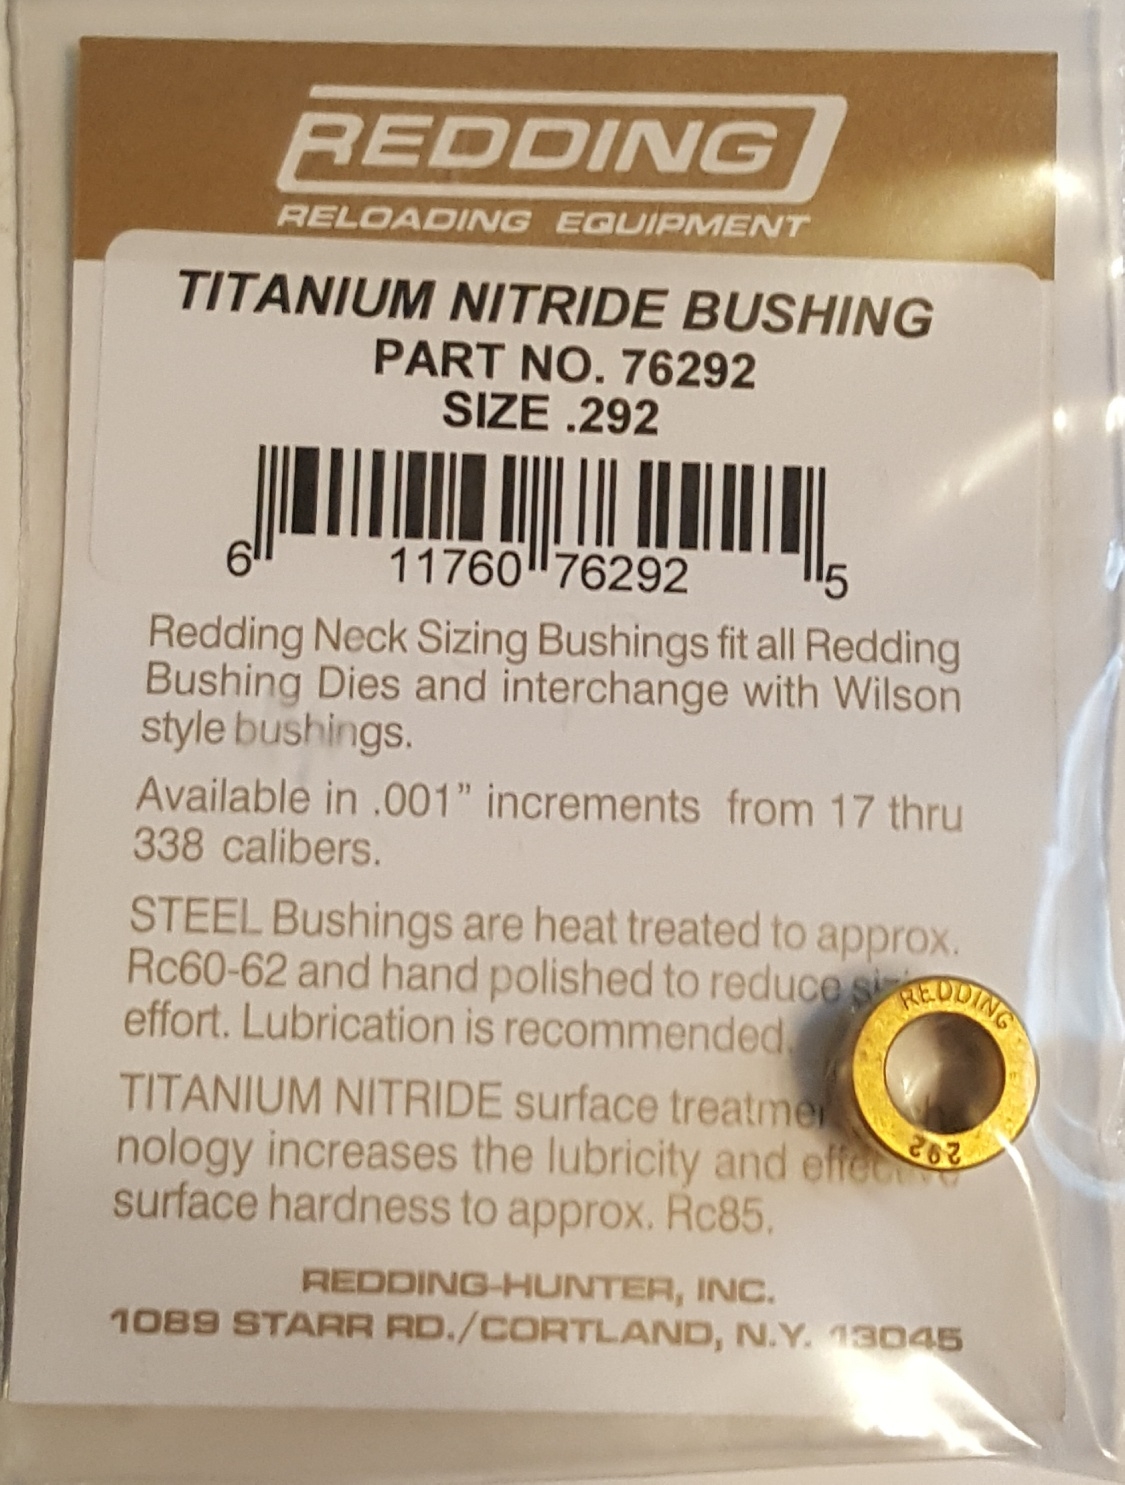 REDDING
RELOADING EQUIPMENT
TITANIUM NITRIDE BUSHING
PART NO. 76292
SIZE .292
6 11760 76292 5
Redding Neck Sizing Bushings fit all Redding
Bushing Dies and interchange with Wilson
style bushings.
Available in .001" increments from 17 thru
338 calibers.
STEEL Bushings are heat treated to approx.
Rc60-62 and hand polished to reduce
effort. Lubrication is recommended.
TITANIUM NITRIDE surface
nology increases the lubricity and
surface hardness to approx. Rc85.
REDDING
292
REDDING-HUNTER, INC.
1089 STARR RD./CORTLAND, N.Y. 13045